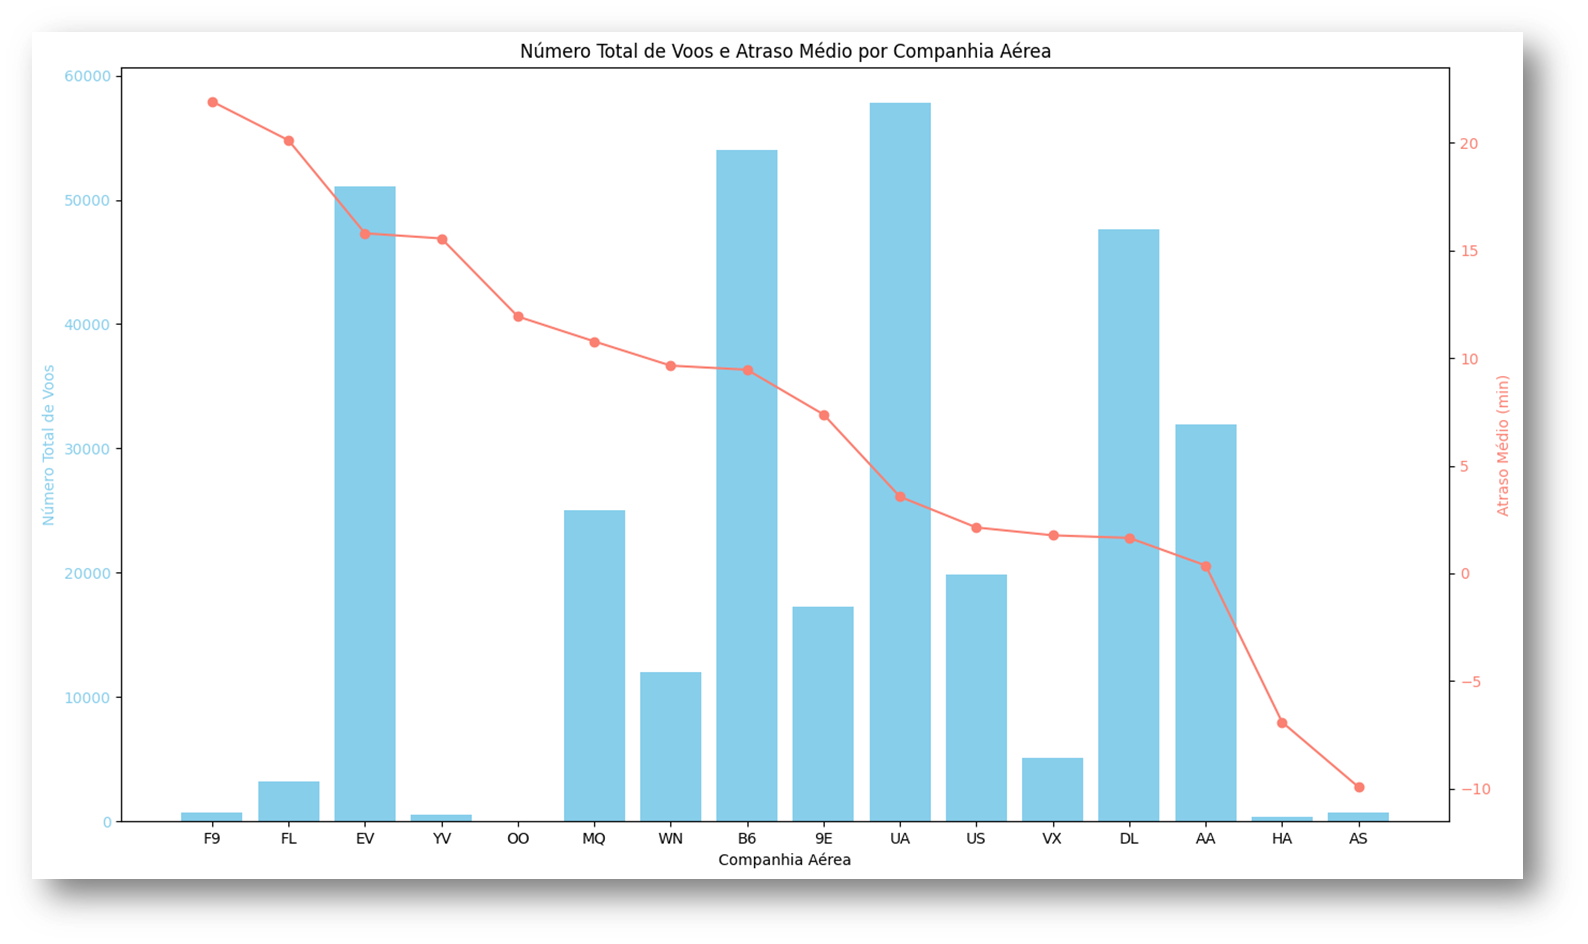 Número Total de Voos e Atraso Médio por Companhia Aérea
60000
50000
40000
30000
20000
10000
0
Número Total de Voos
20
15
10
5
0
−5
−10
Atraso Médio (min)
F9 FL EV YV OO MQ WN B6 9E UA US VX DL AA HA AS
Companhia Aérea